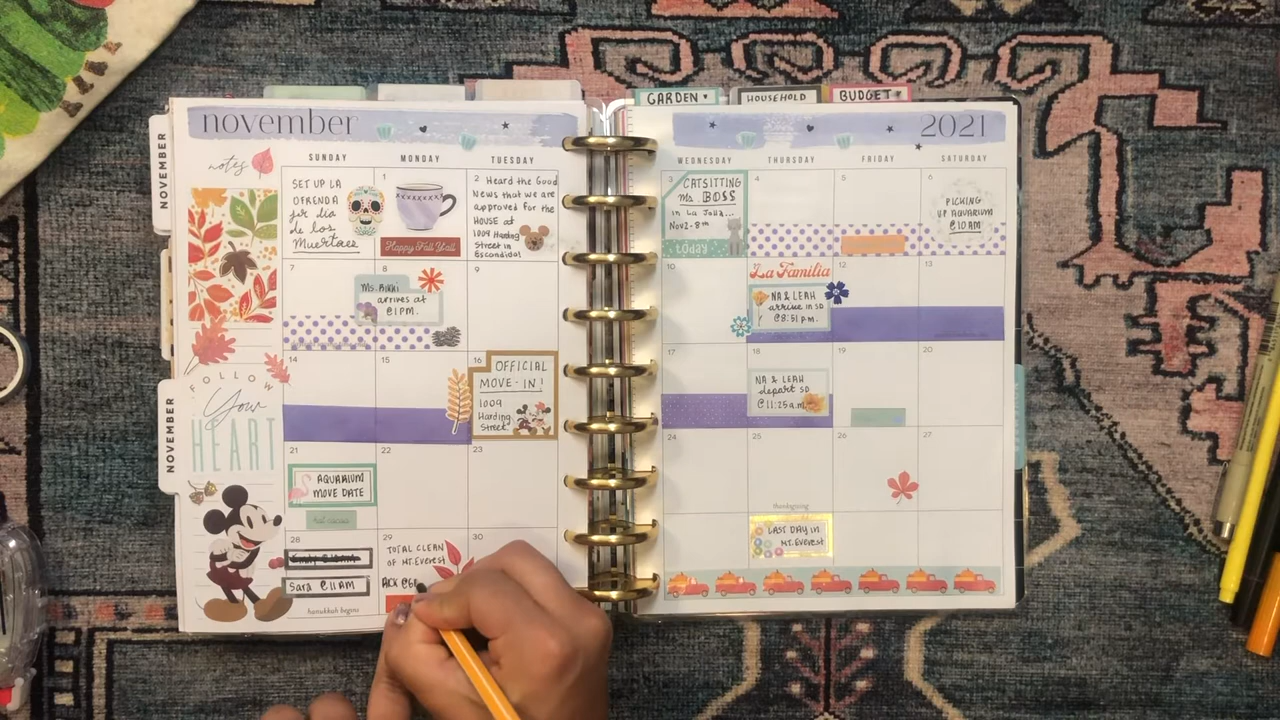 GARDEN
HOUSEHOLD
BUDGET
NOVEMBER
november
2021
notes
SUNDAY
MONDAY
TUESDAY
WEDNESDAY
THURSDAY
FRIDAY
SATURDAY
SET UP LA
OFRENDA
por dia
de los
Muertos
1
Happy Fall Y'all
2 Heard the Good
News that we are
approved for the
HOUSE at
1009 Harding
Street in
Escondido!
3
CATSITTING
Ms. BOSS
in La Jolla...
Nov 2-8th
today
4
5
6
PICKING
UP AQUARIUM
@10AM
7
8
Ms. Rikki
arrives at
@1pm.
9
10
La Familia
NA & LEAH
arrive in SD
@8:51 p.m.
12
13
14
15
16
OFFICIAL
MOVE-IN!
1009
Harding
Street
17
18
NA & LEAH
depart SD
@11:25a.m.
19
20
FOLLOW
Your
HEART
NOVEMBER
21
AQUARIUM
MOVE DATE
hot cocoa
22
23
24
25
thanksgiving
26
27
28
Sara @11AM
hanukkah begins
29
TOTAL CLEAN
OF MT. Everest
30
LAST DAY IN
MT. Everest